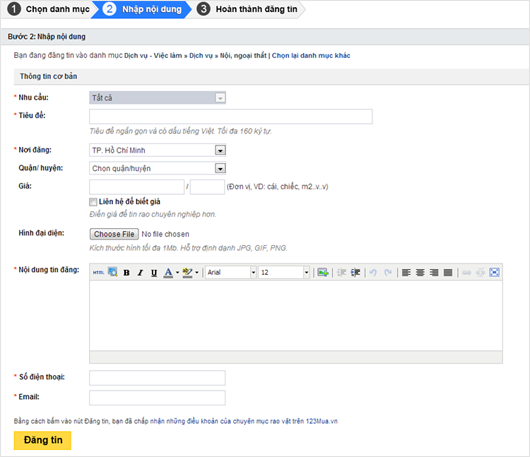 1 Chọn danh mục 2 Nhập nội dung 3 Hoàn thành đăng tin
Bước 2: Nhập nội dung
Bạn đang đăng tin vào danh mục Dịch vụ - Việc làm » Dịch vụ » Nội, ngoại thất | Chọn lại danh mục khác
Thông tin cơ bản
* Nhu cầu: Tất cả
* Tiêu đề:
Tiêu đề ngắn gọn và có dấu tiếng Việt. Tối đa 160 ký tự.
* Nơi đăng: TP. Hồ Chí Minh
Quận/ huyện: Chọn quận/huyện
Giá: / (Đơn vị, VD: cái, chiếc, m2..v..v)
Liên hệ để biết giá
Điền giá để tin rao chuyên nghiệp hơn.
Hình đại diện: Choose File No file chosen
Kích thước hình tối đa 1Mb. Hỗ trợ định dạng JPG, GIF, PNG.
* Nội dung tin đăng: HTML B I U A ab Arial 12
* Số điện thoại:
* Email:
Bằng cách bấm vào nút Đăng tin, bạn đã chấp nhận những điều khoản của chuyên mục rao vặt trên 123Mua.vn
Đăng tin